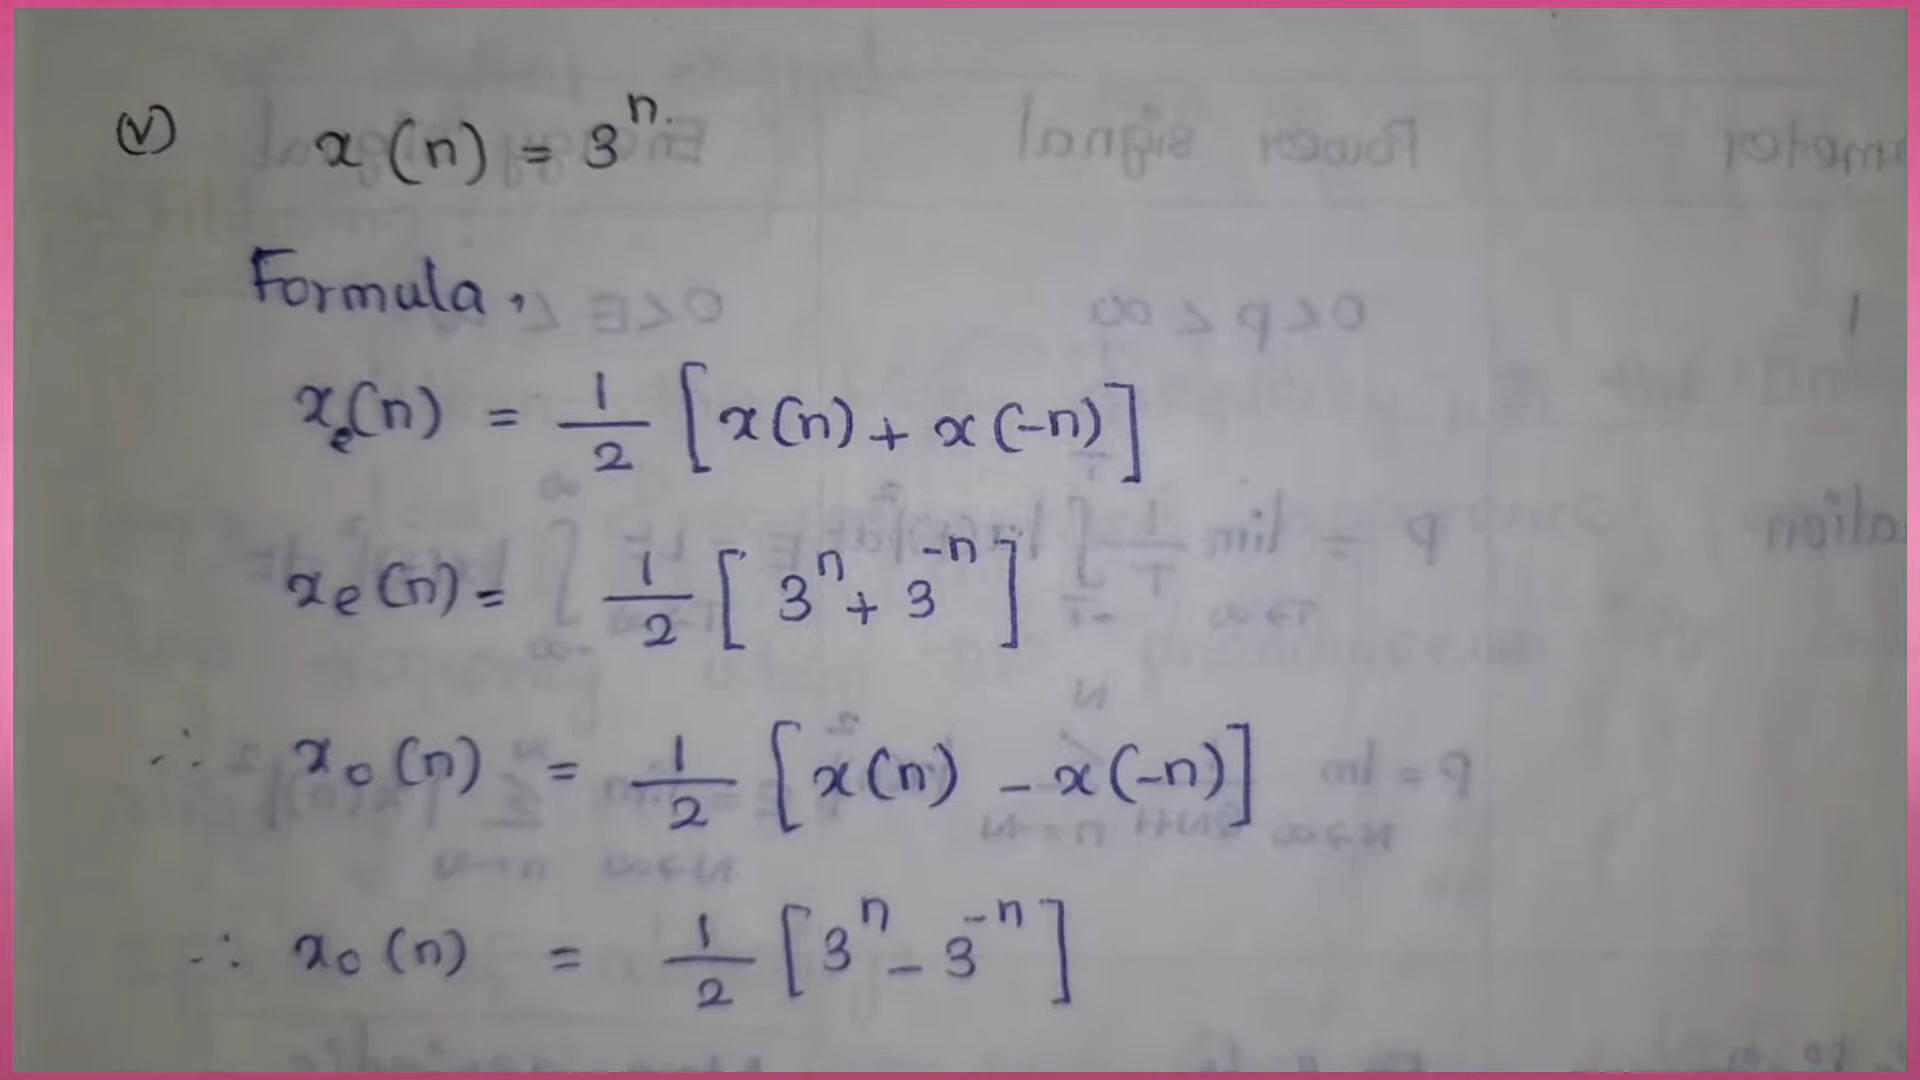 (v) x(n) = 3^n.
Formula,
x_e(n) = 1/2 [x(n) + x(-n)]
x_e(n) = 1/2 [3^n + 3^-n]
∴ x_o(n) = 1/2 [x(n) - x(-n)]
∴ x_o(n) = 1/2 [3^n - 3^-n]